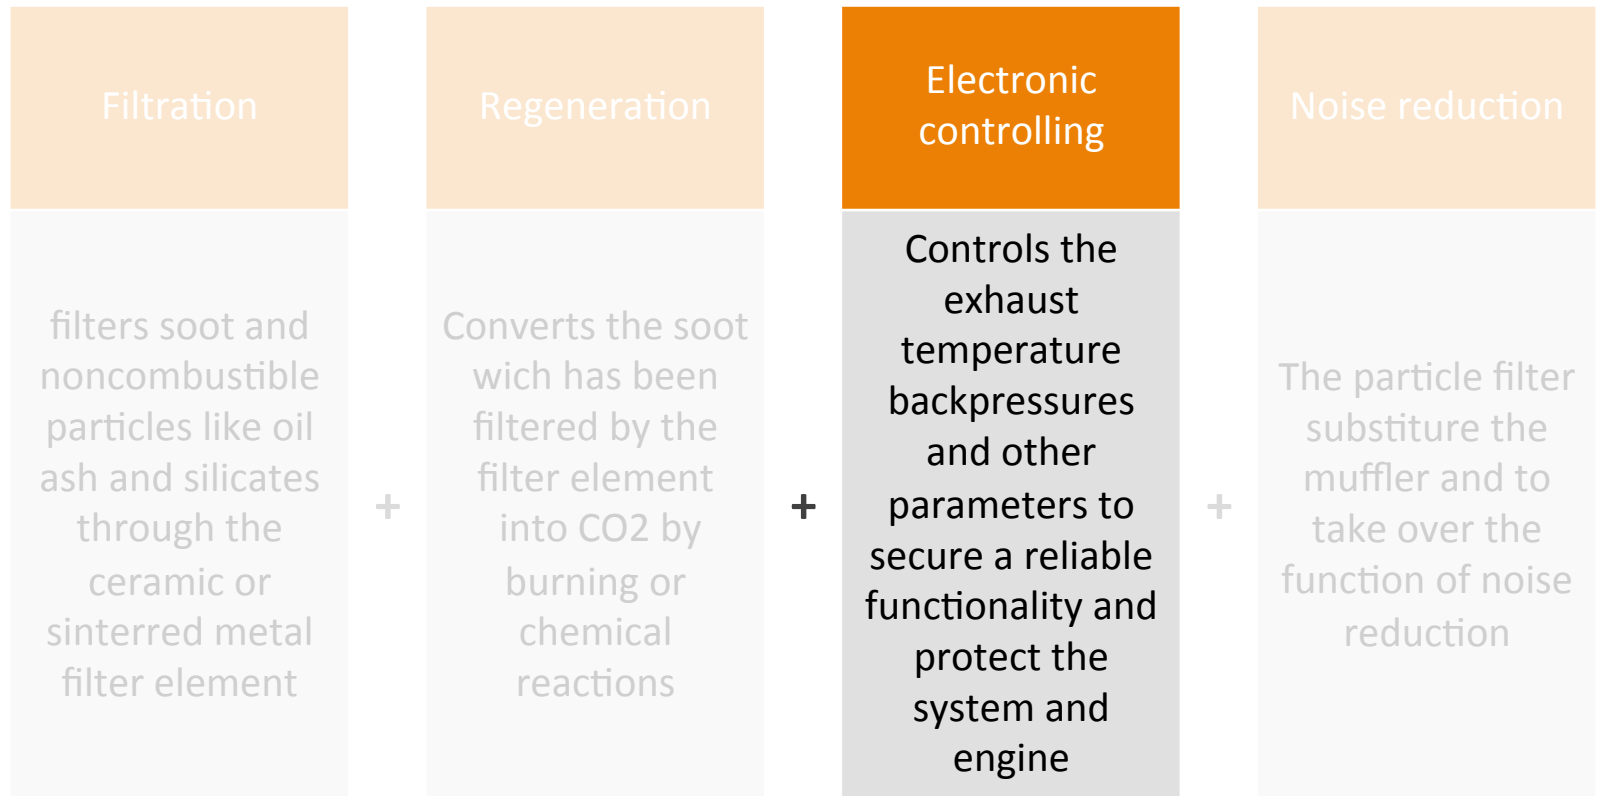 Filtration
filters soot and
noncombustible
particles like oil
ash and silicates
through the
ceramic or
sinterred metal
filter element
+
Regeneration
Converts the soot
wich has been
filtered by the
filter element
into CO2 by
burning or
chemical
reactions
+
Electronic
controlling
Controls the
exhaust
temperature
backpressures
and other
parameters to
secure a reliable
functionality and
protect the
system and
engine
+
Noise reduction
The particle filter
substiture the
muffler and to
take over the
function of noise
reduction